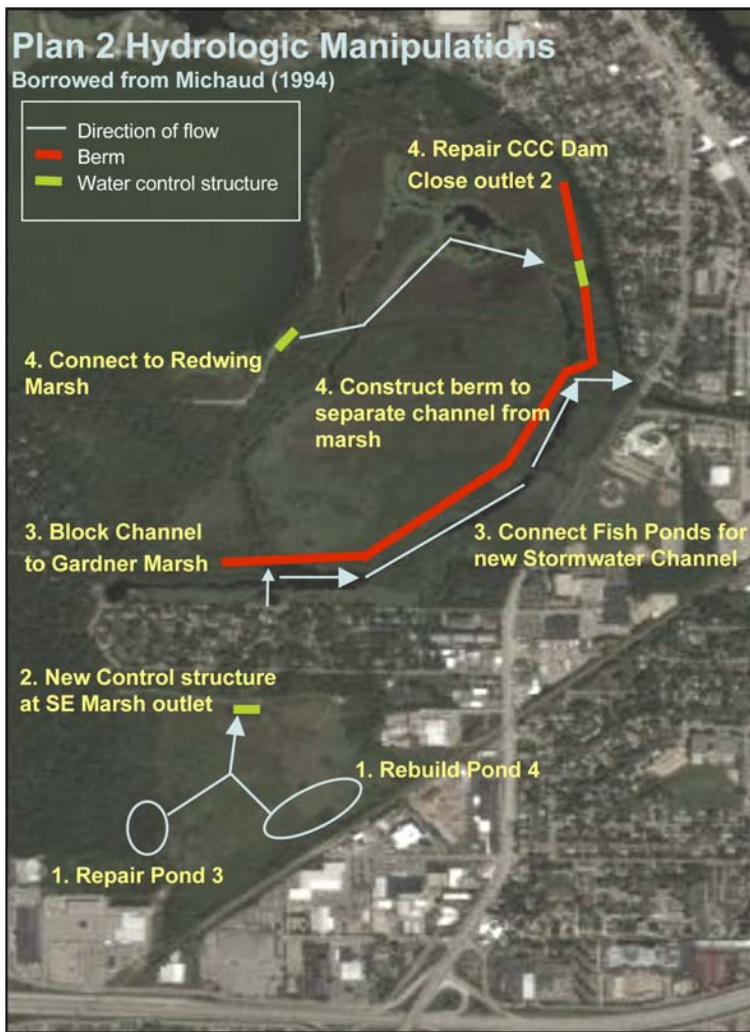 Plan 2 Hydrologic Manipulations
Borrowed from Michaud (1994)
Direction of flow
Berm
Water control structure
4. Repair CCC Dam
Close outlet 2
4. Connect to Redwing
Marsh
4. Construct berm to
separate channel from
marsh
3. Block Channel
to Gardner Marsh
3. Connect Fish Ponds for
new Stormwater Channel
2. New Control structure
at SE Marsh outlet
1. Rebuild Pond 4
1. Repair Pond 3